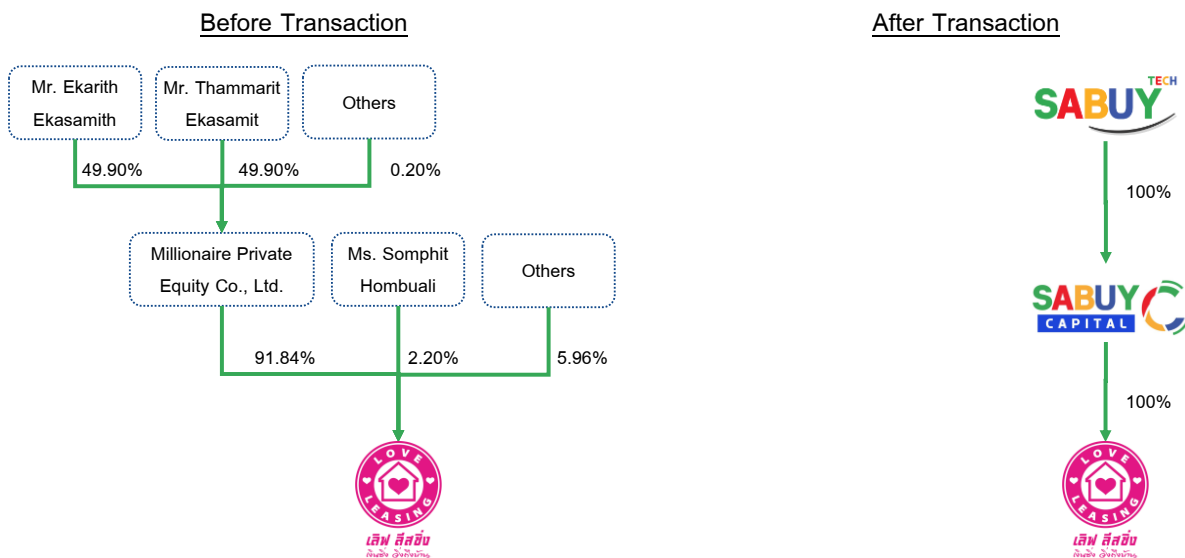 Before Transaction
After Transaction
Mr. Ekarith
Ekasamith
Mr. Thammarit
Ekasamit
Others
49.90%
49.90%
0.20%
Millionaire Private
Equity Co., Ltd.
Ms. Somphit
Hombuali
Others
91.84%
2.20%
5.96%
LOVE
LEASING
เลิฟ ลีสซิ่ง
TECH
SABUY
100%
SABUY
CAPITAL
100%
LOVE
LEASING
เลิฟ ลีสซิ่ง